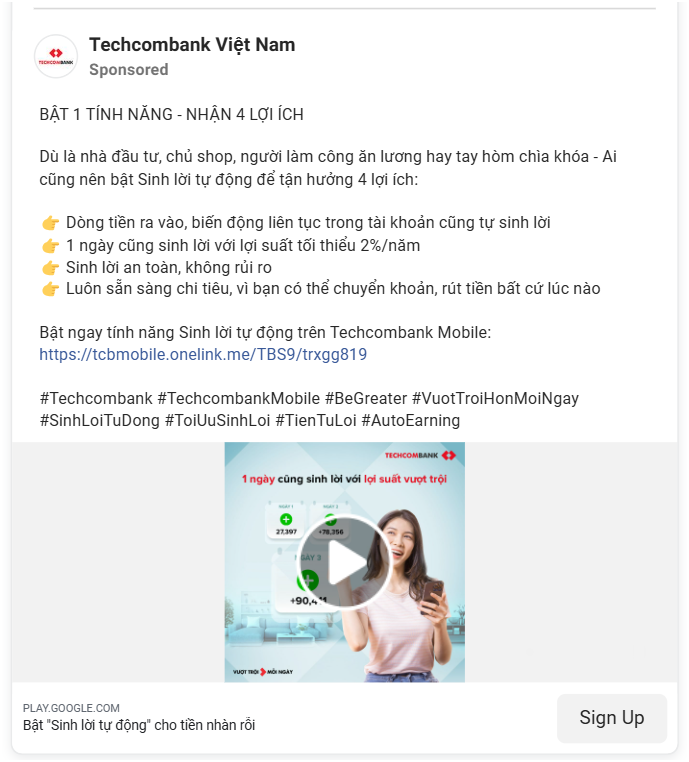 TECHCOMBANK
Techcombank Việt Nam
Sponsored
BẬT 1 TÍNH NĂNG - NHẬN 4 LỢI ÍCH
Dù là nhà đầu tư, chủ shop, người làm công ăn lương hay tay hòm chìa khóa - Ai
cũng nên bật Sinh lời tự động để tận hưởng 4 lợi ích:
👉 Dòng tiền ra vào, biến động liên tục trong tài khoản cũng tự sinh lời
👉 1 ngày cũng sinh lời với lợi suất tối thiểu 2%/năm
👉 Sinh lời an toàn, không rủi ro
👉 Luôn sẵn sàng chi tiêu, vì bạn có thể chuyển khoản, rút tiền bất cứ lúc nào
Bật ngay tính năng Sinh lời tự động trên Techcombank Mobile:
https://tcbmobile.onelink.me/TBS9/trxgg819
#Techcombank #TechcombankMobile #BeGreater #VuotTroiHonMoiNgay
#SinhLoiTuDong #ToiUuSinhLoi #TienTuLoi #AutoEarning
TECHCOMBANK
1 ngày cũng sinh lời với lợi suất vượt trội
NGÀY 1 NGÀY 2
27,397 +78,356
NGÀY 3
+90,411
VƯỢT TRỘI MỖI NGÀY
PLAY.GOOGLE.COM
Bật "Sinh lời tự động" cho tiền nhàn rỗi
Sign Up